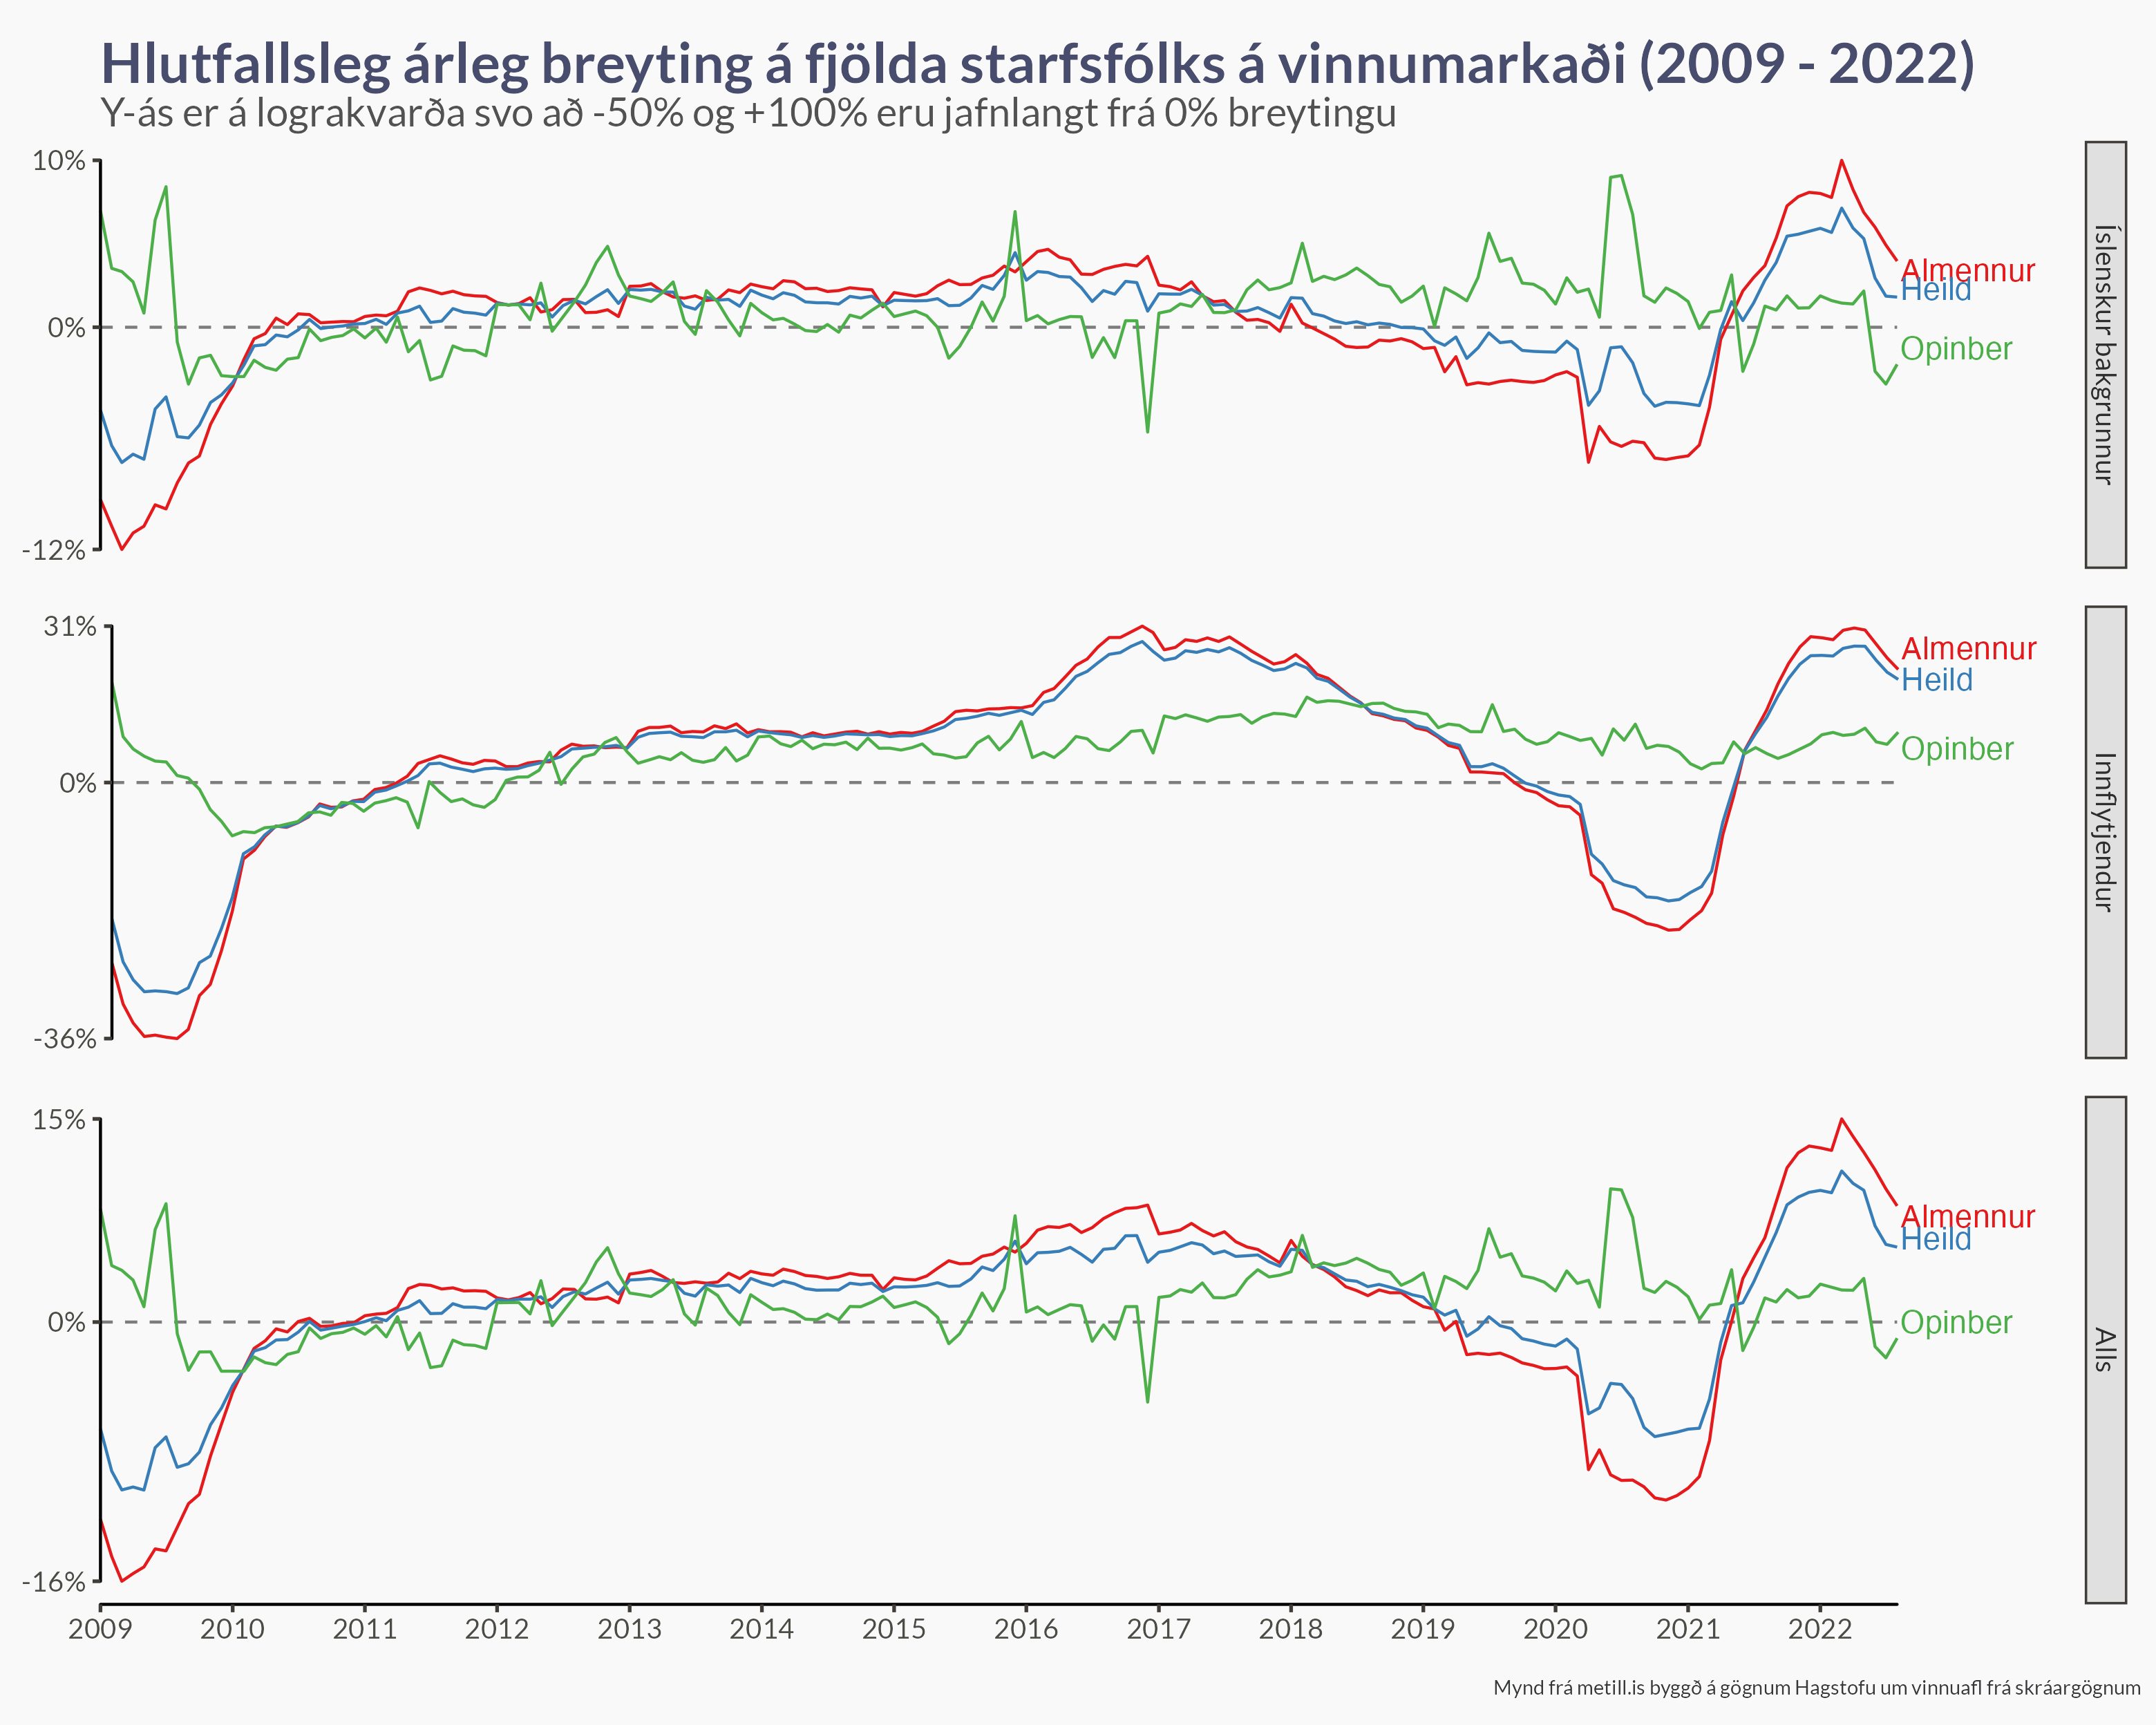 Hlutfallsleg árleg breyting á fjölda starfsfólks á vinnumarkaði (2009 - 2022)
Y-ás er á lograkvarða svo að -50% og +100% eru jafnlangt frá 0% breytingu
10%
0%
-12%
Almennur
Heild
Opinber
Íslenskur bakgrunnur
31%
0%
-36%
Almennur
Heild
Opinber
Innflytjendur
15%
0%
-16%
Almennur
Heild
Opinber
Alls
2009 2010 2011 2012 2013 2014 2015 2016 2017 2018 2019 2020 2021 2022
Mynd frá metill.is byggð á gögnum Hagstofu um vinnuafl frá skráargögnum